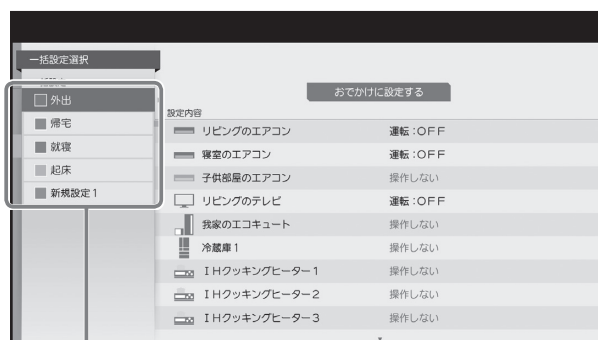 一括設定選択
外出
帰宅
就寝
起床
新規設定1
おでかけに設定する
設定内容
リビングのエアコン 運転:OFF
寝室のエアコン 運転:OFF
子供部屋のエアコン 操作しない
リビングのテレビ 運転:OFF
我家のエコキュート 操作しない
冷蔵庫1 操作しない
IHクッキングヒーター1 操作しない
IHクッキングヒーター2 操作しない
IHクッキングヒーター3 操作しない